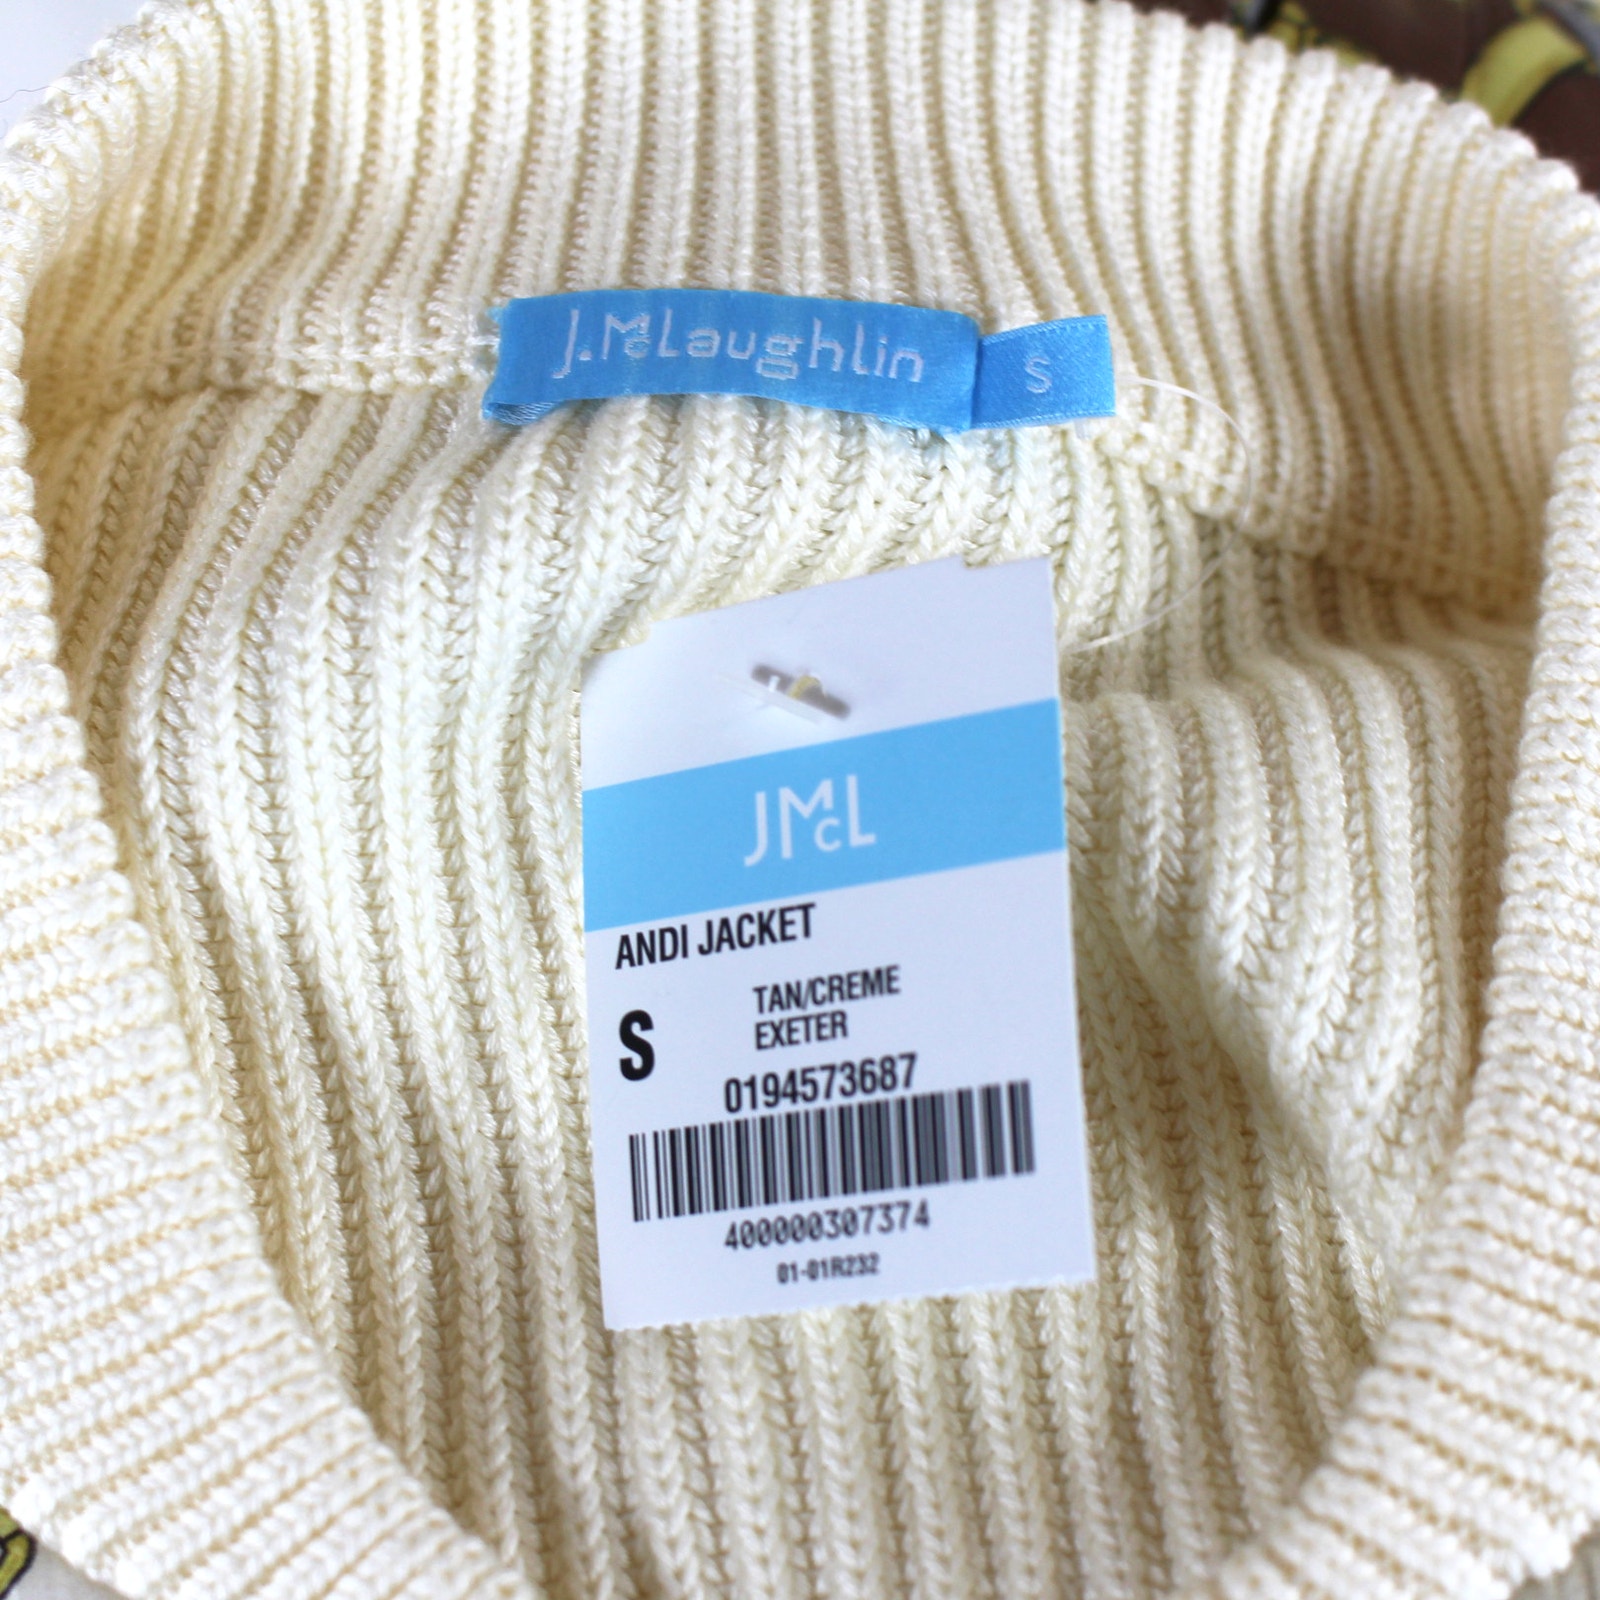 J.McLaughlin
S
JMcL
ANDI JACKET
S
TAN/CREME
EXETER
0194573687
400000307374
01-01R232